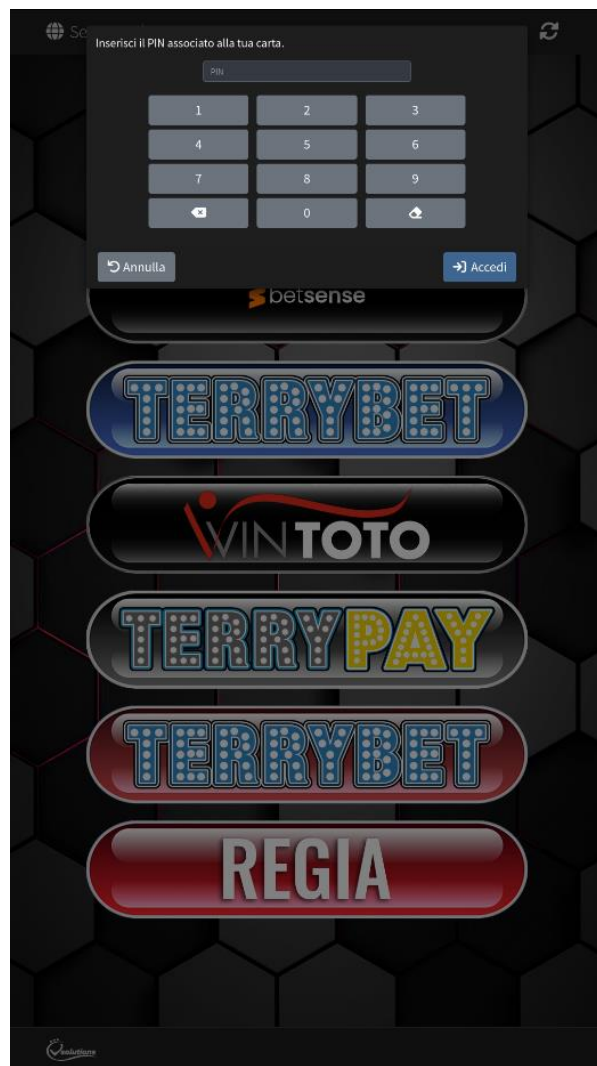 Inserisci il PIN associato alla tua carta.
PIN
1 2 3
4 5 6
7 8 9
0
Annulla Accedi
betsense
TERRYBET
WINTOTO
TERRYPAY
TERRYBET
REGIA
solutions